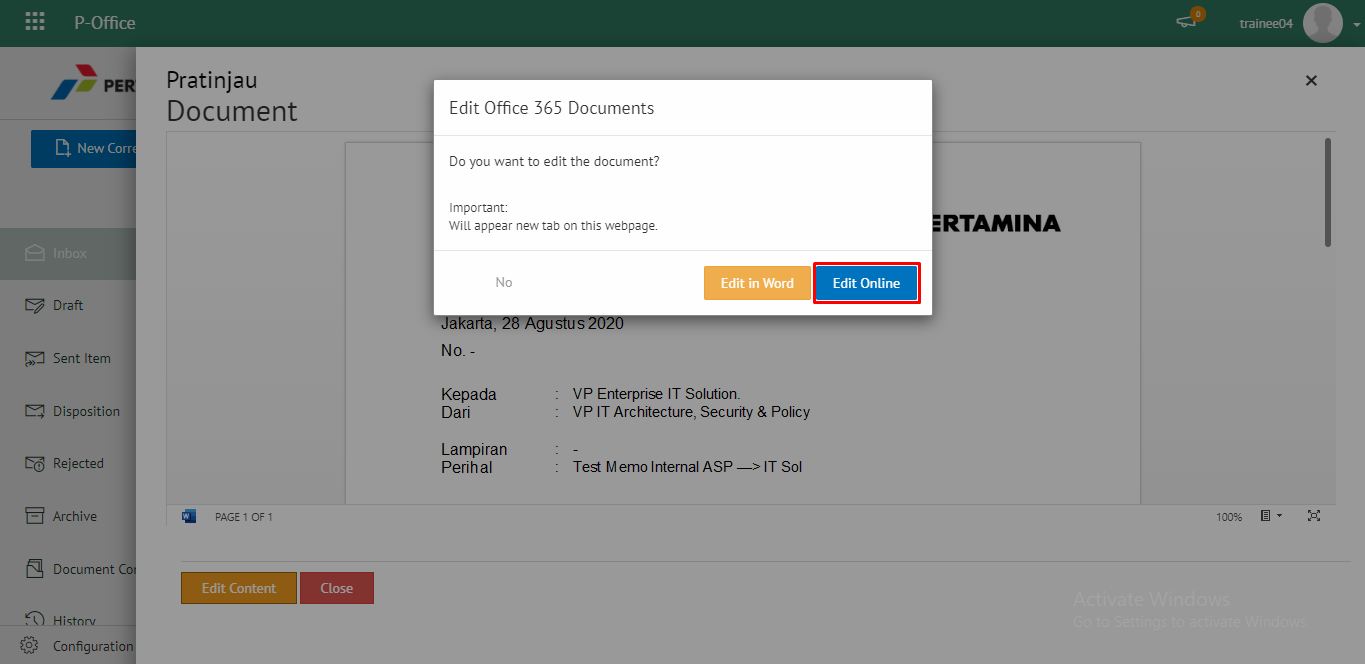 P-Office
0
trainee04
PER
Pratinjau
Document
New Corre
Inbox
Draft
Sent Item
Disposition
Rejected
Archive
Document Cor
History
Configuration
Edit Office 365 Documents
Do you want to edit the document?
Important:
Will appear new tab on this webpage.
No
Edit in Word
Edit Online
ERTAMINA
Jakarta, 28 Agustus 2020
No. -
Kepada : VP Enterprise IT Solution.
Dari : VP IT Architecture, Security & Policy
Lampiran : -
Perihal : Test Memo Internal ASP —> IT Sol
PAGE 1 OF 1
100%
Edit Content
Close
Activate Windows
Go to Settings to activate Windows.